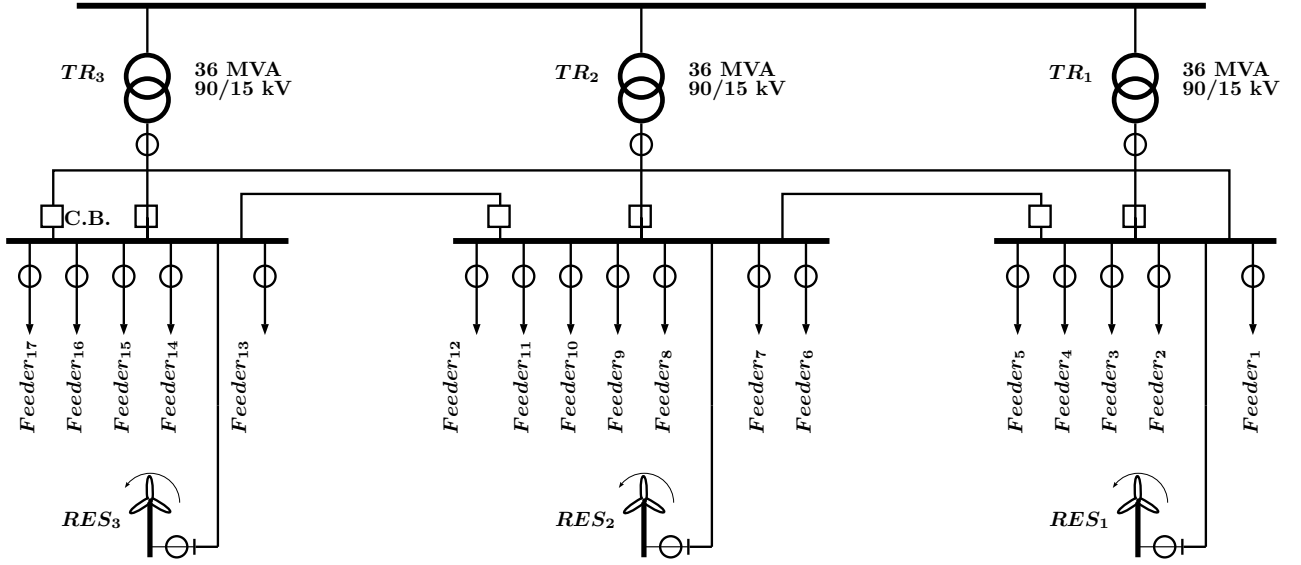 TR₃
36 MVA
90/15 kV
TR₂
36 MVA
90/15 kV
TR₁
36 MVA
90/15 kV
C.B.
Feeder₁₇
Feeder₁₆
Feeder₁₅
Feeder₁₄
Feeder₁₃
Feeder₁₂
Feeder₁₁
Feeder₁₀
Feeder₉
Feeder₈
Feeder₇
Feeder₆
Feeder₅
Feeder₄
Feeder₃
Feeder₂
Feeder₁
RES₃
RES₂
RES₁